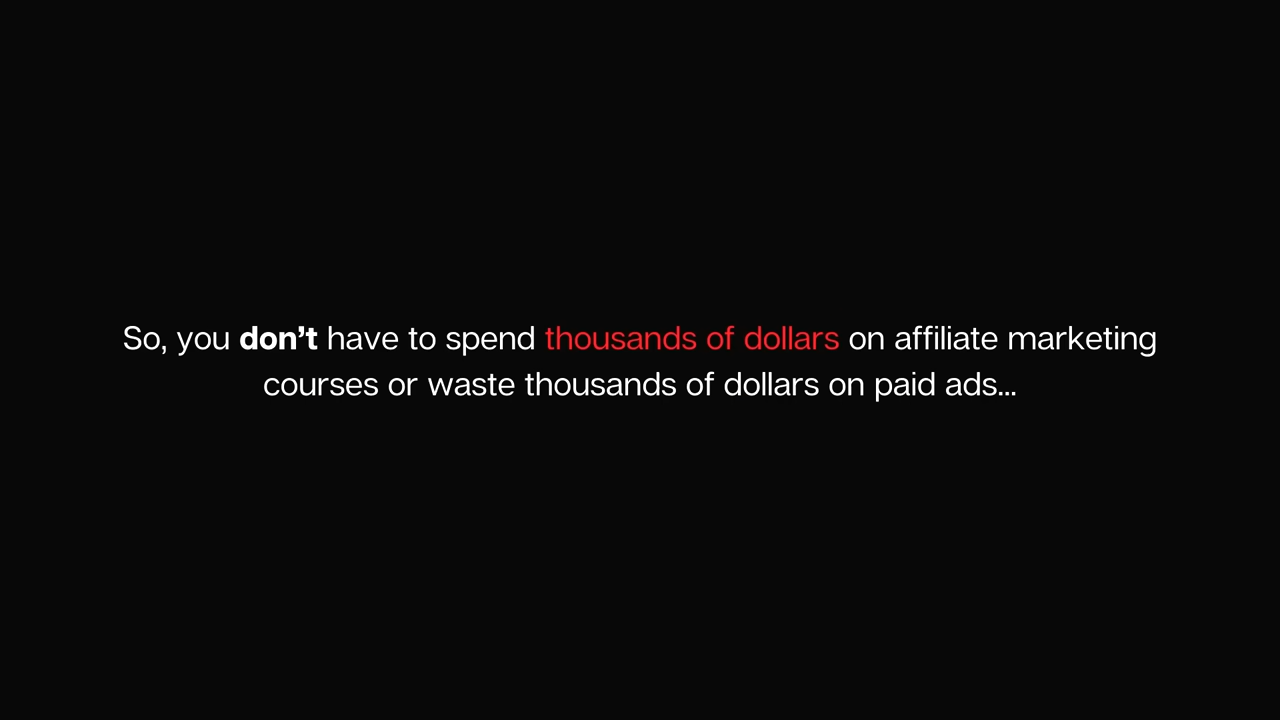 So, you don’t have to spend thousands of dollars on affiliate marketing
courses or waste thousands of dollars on paid ads...